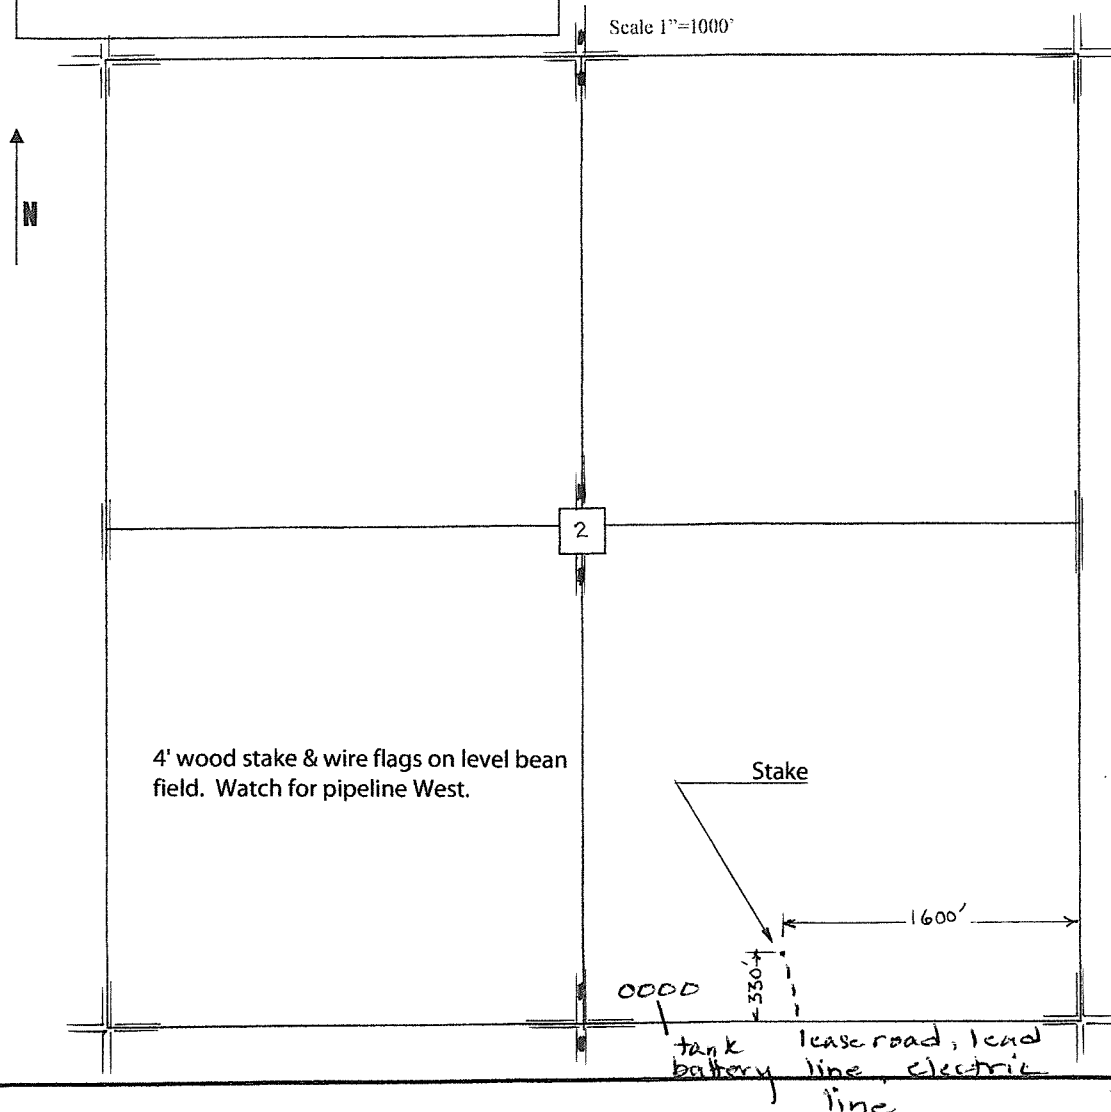 Scale 1"=1000'
N
2
4' wood stake & wire flags on level bean
field. Watch for pipeline West.
Stake
1600'
330'
0000
tank
battery
lease road, lead
line, electric
line